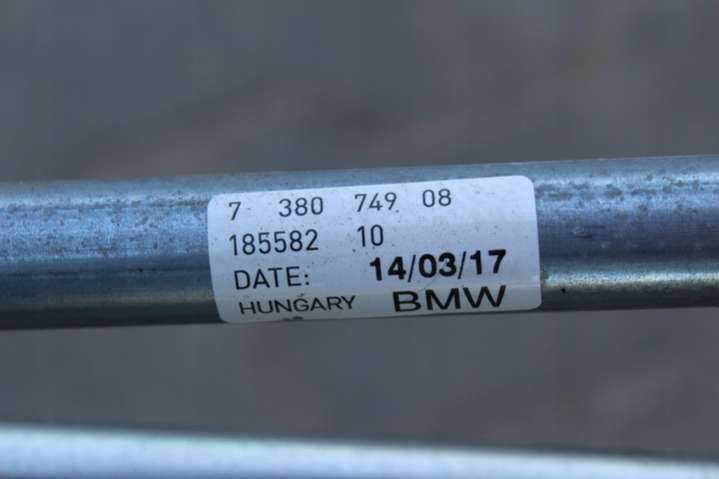 7 380 749 08
185582 10
DATE: 14/03/17
HUNGARY BMW